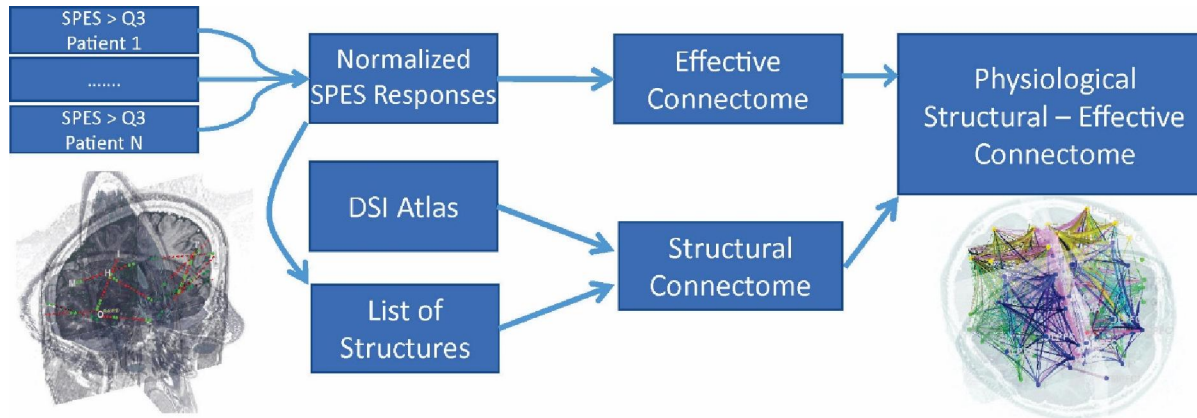 SPES > Q3
Patient 1
.......
SPES > Q3
Patient N
Normalized
SPES Responses
DSI Atlas
List of
Structures
Effective
Connectome
Structural
Connectome
Physiological
Structural – Effective
Connectome
H
O